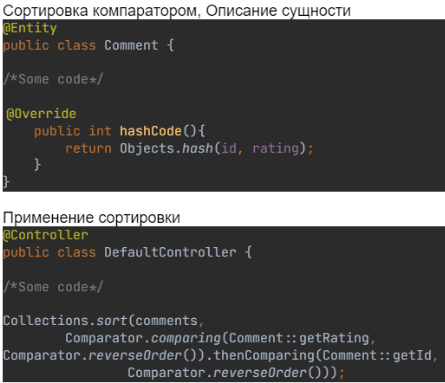 Сортировка компаратором, Описание сущности
@Entity
public class Comment {
/*Some code*/
@Override
public int hashCode(){
return Objects.hash(id, rating);
}
}
Применение сортировки
@Controller
public class DefaultController {
/*Some code*/
Collections.sort(comments,
Comparator.comparing(Comment::getRating,
Comparator.reverseOrder()).thenComparing(Comment::getId,
Comparator.reverseOrder()));